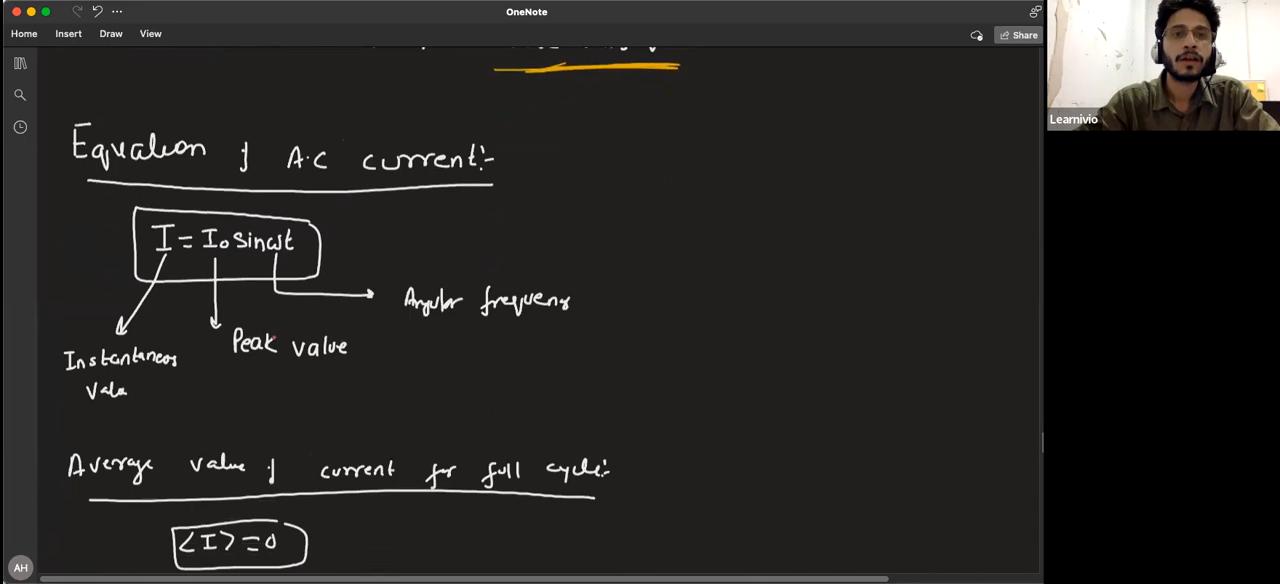 OneNote
Home Insert Draw View
Share
Learnivio
Equation of A.C current:-
I = I₀ sinωt
Angular frequency
Peak value
Instantaneos
Value
Average value of current for full cycle:-
<I> = 0
AH